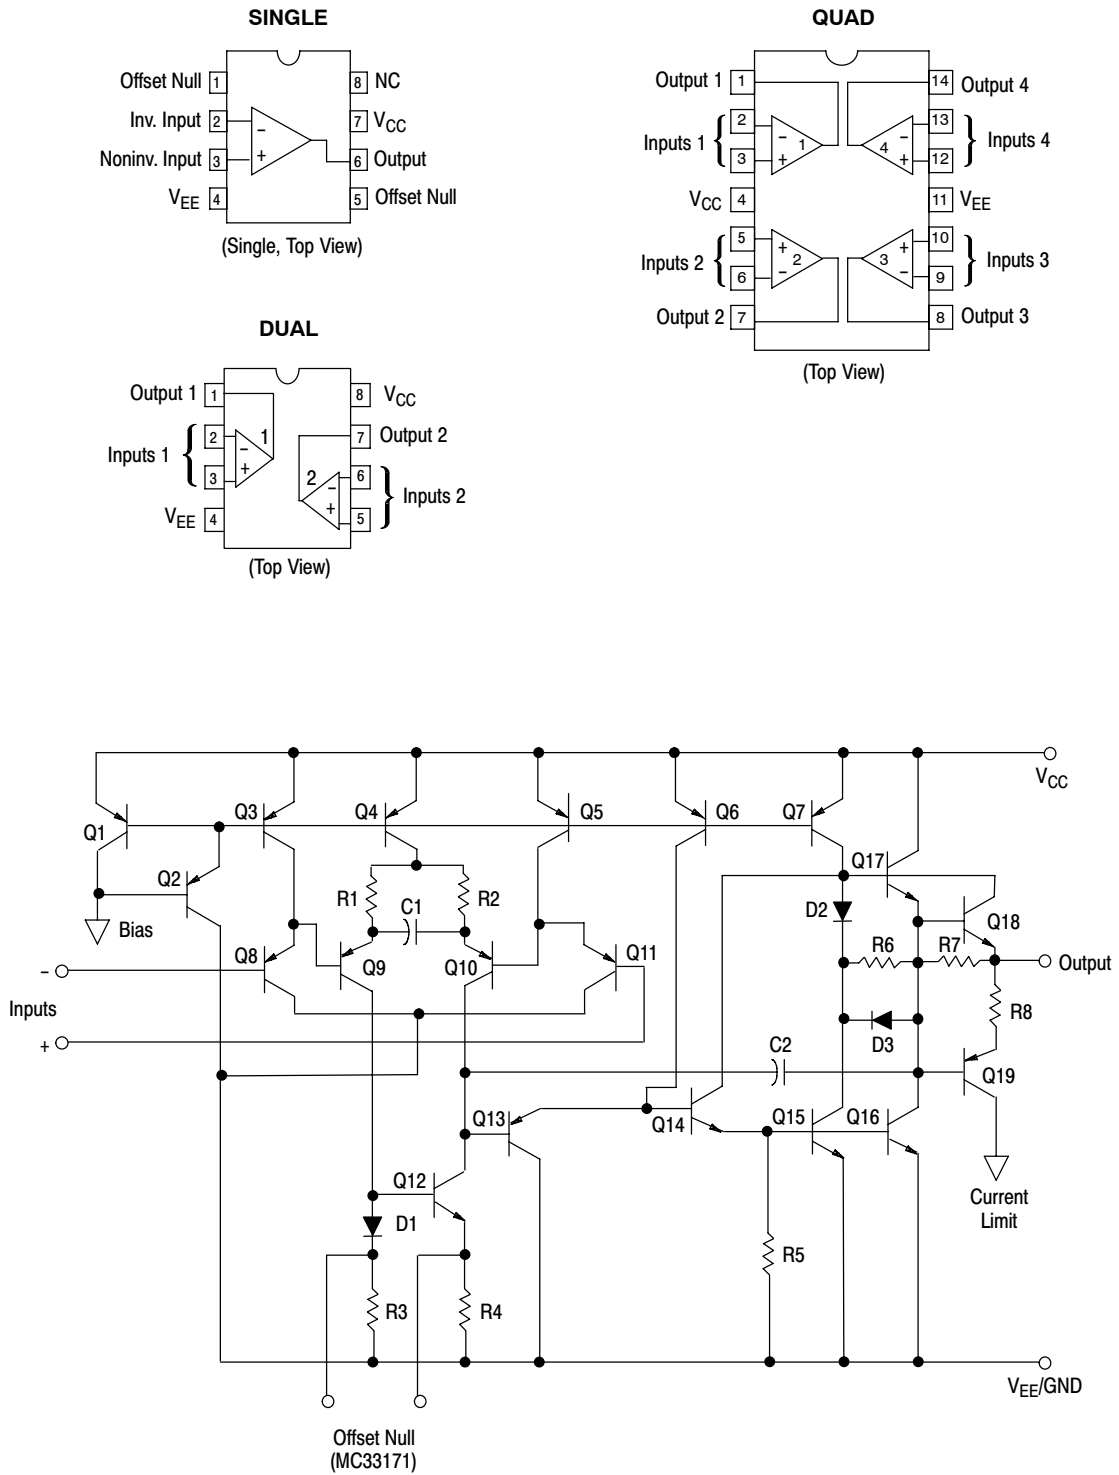 SINGLE
Offset Null 1
8 NC
Inv. Input 2
7 VCC
Noninv. Input 3
6 Output
VEE 4
5 Offset Null
−
+
(Single, Top View)
DUAL
Output 1 1
8 VCC
Inputs 1
2
3
1
−
+
7 Output 2
6
5
2
−
+
Inputs 2
VEE 4
(Top View)
QUAD
Output 1 1
14 Output 4
Inputs 1
2
3
−
+
1
4
−
+
13
12
Inputs 4
VCC 4
11 VEE
Inputs 2
5
6
+
−
2
3
+
−
10
9
Inputs 3
Output 2 7
8 Output 3
(Top View)
VCC
Q1
Q3
Q4
Q5
Q6
Q7
Q2
Q17
R1
R2
C1
D2
Q18
Bias
Q8
Q9
Q10
Q11
R6
R7
−
Output
Inputs
+
R8
D3
C2
Q19
Q13
Q14
Q15
Q16
Q12
D1
Current
Limit
R5
R3
R4
VEE/GND
Offset Null
(MC33171)